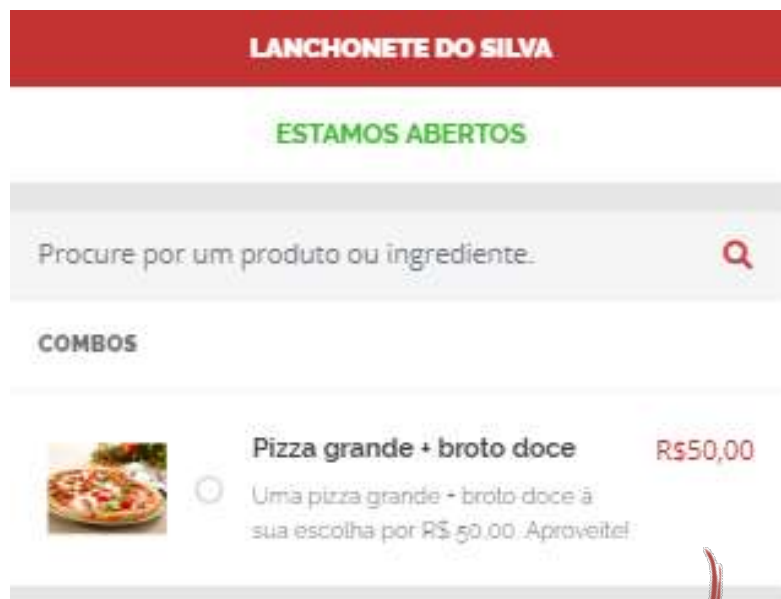 LANCHONETE DO SILVA
ESTAMOS ABERTOS
Procure por um produto ou ingrediente.
COMBOS
Pizza grande + broto doce
R$50,00
Uma pizza grande + broto doce à
sua escolha por R$ 50,00. Aproveite!